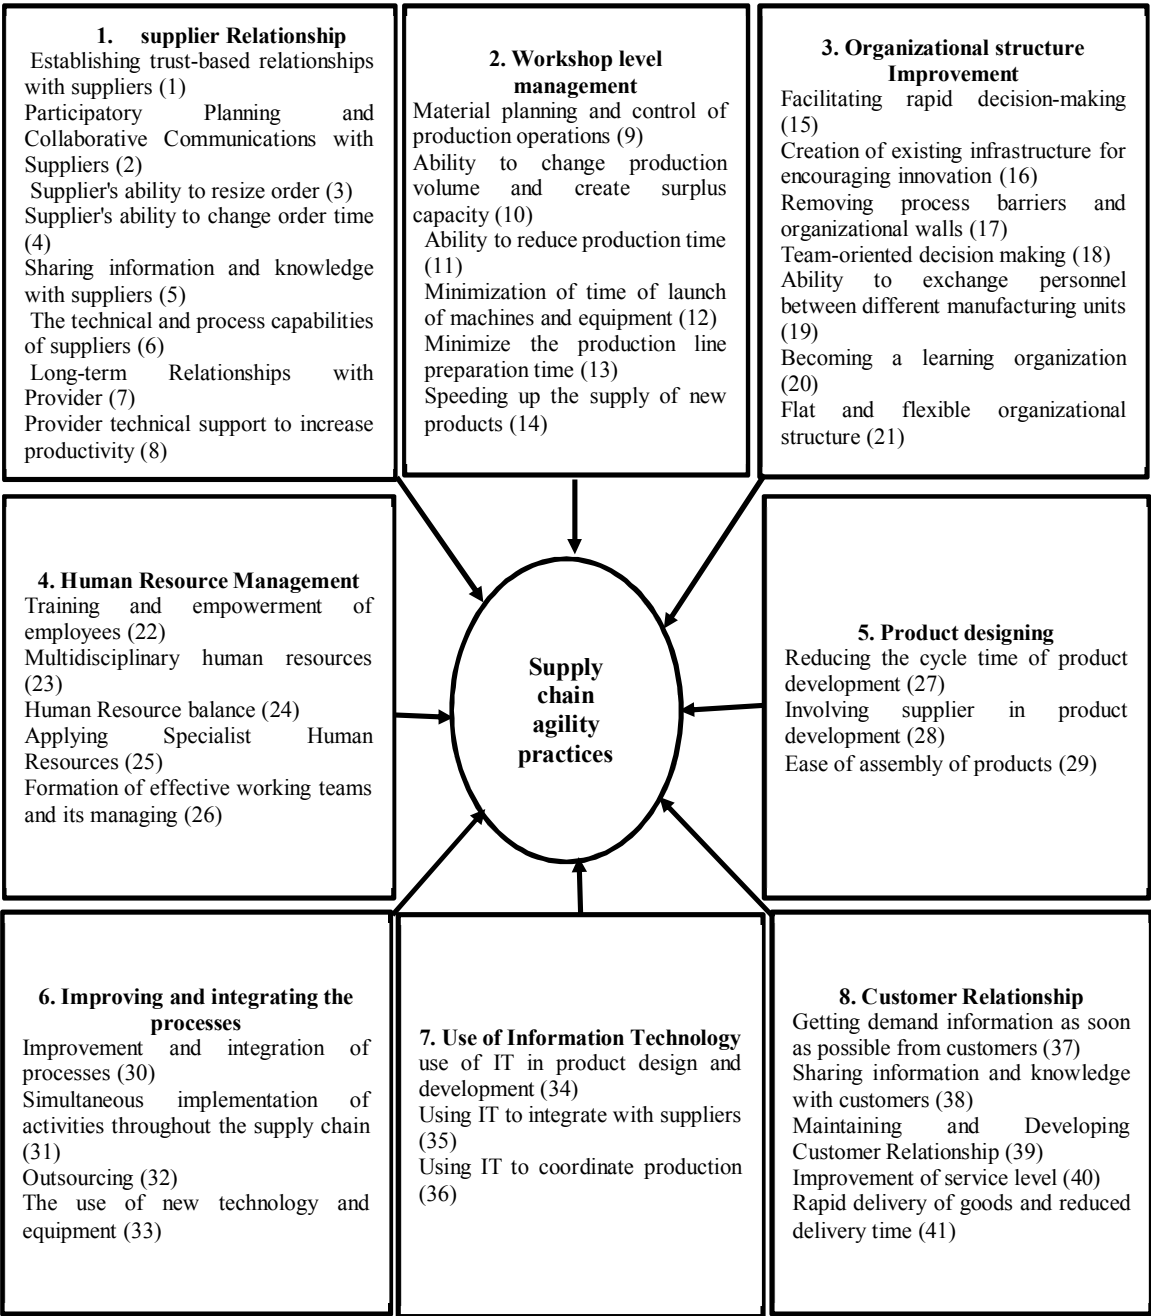 1. supplier Relationship
Establishing trust-based relationships
with suppliers (1)
Participatory Planning and
Collaborative Communications with
Suppliers (2)
Supplier's ability to resize order (3)
Supplier's ability to change order time
(4)
Sharing information and knowledge
with suppliers (5)
The technical and process capabilities
of suppliers (6)
Long-term Relationships with
Provider (7)
Provider technical support to increase
productivity (8)
2. Workshop level
management
Material planning and control of
production operations (9)
Ability to change production
volume and create surplus
capacity (10)
Ability to reduce production time
(11)
Minimization of time of launch
of machines and equipment (12)
Minimize the production line
preparation time (13)
Speeding up the supply of new
products (14)
3. Organizational structure
Improvement
Facilitating rapid decision-making
(15)
Creation of existing infrastructure for
encouraging innovation (16)
Removing process barriers and
organizational walls (17)
Team-oriented decision making (18)
Ability to exchange personnel
between different manufacturing units
(19)
Becoming a learning organization
(20)
Flat and flexible organizational
structure (21)
4. Human Resource Management
Training and empowerment of
employees (22)
Multidisciplinary human resources
(23)
Human Resource balance (24)
Applying Specialist Human
Resources (25)
Formation of effective working teams
and its managing (26)
Supply
chain
agility
practices
5. Product designing
Reducing the cycle time of product
development (27)
Involving supplier in product
development (28)
Ease of assembly of products (29)
6. Improving and integrating the
processes
Improvement and integration of
processes (30)
Simultaneous implementation of
activities throughout the supply chain
(31)
Outsourcing (32)
The use of new technology and
equipment (33)
7. Use of Information Technology
use of IT in product design and
development (34)
Using IT to integrate with suppliers
(35)
Using IT to coordinate production
(36)
8. Customer Relationship
Getting demand information as soon
as possible from customers (37)
Sharing information and knowledge
with customers (38)
Maintaining and Developing
Customer Relationship (39)
Improvement of service level (40)
Rapid delivery of goods and reduced
delivery time (41)